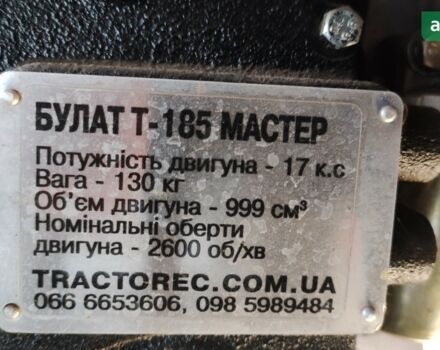 БУЛАТ Т-185 МАСТЕР
Потужність двигуна - 17 к.с
Вага - 130 кг
Об'єм двигуна - 999 см³
Номінальні оберти
двигуна - 2600 об/хв
TRACTOREC.COM.UA
066 6653606, 098 5989484